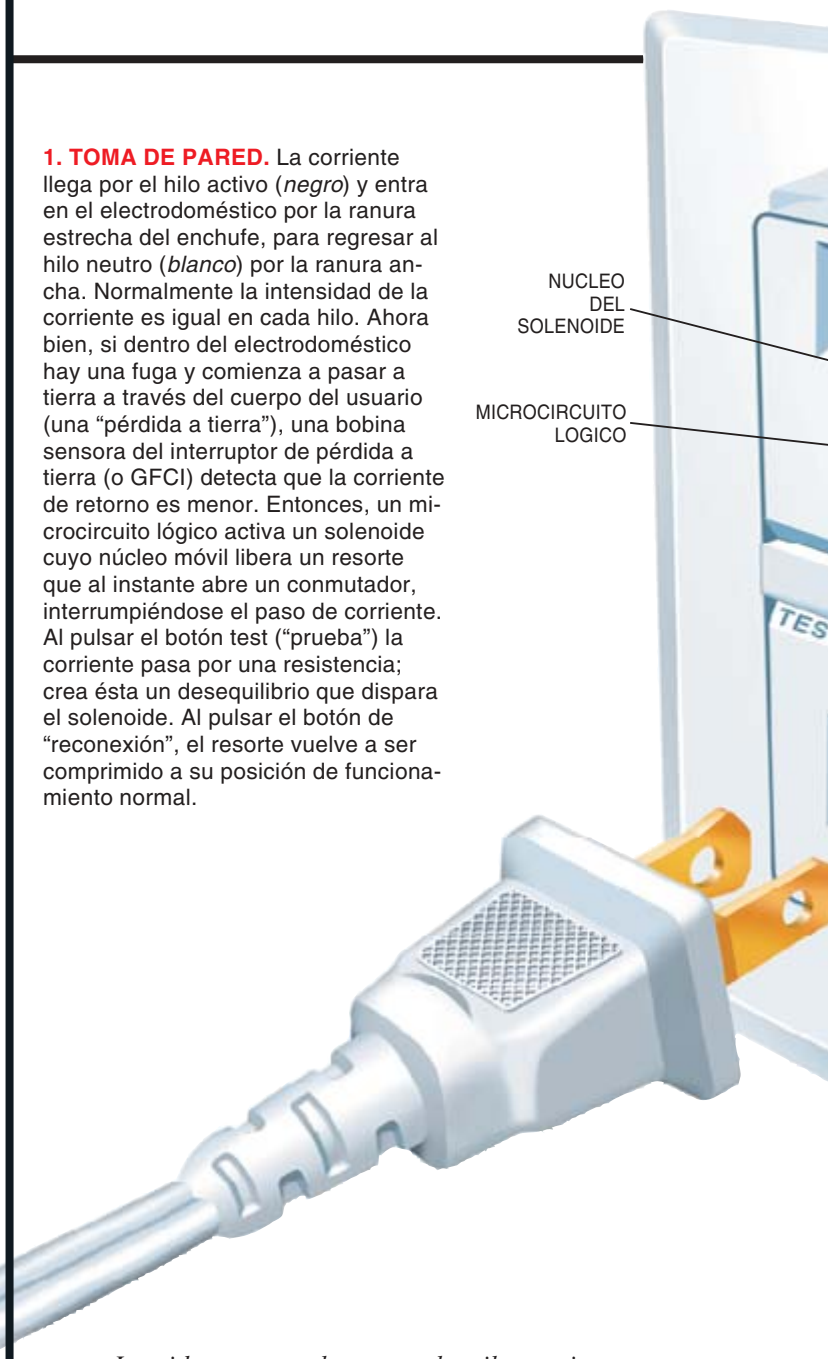 1. TOMA DE PARED. La corriente
llega por el hilo activo (negro) y entra
en el electrodoméstico por la ranura
estrecha del enchufe, para regresar al
hilo neutro (blanco) por la ranura an-
cha. Normalmente la intensidad de la
corriente es igual en cada hilo. Ahora
bien, si dentro del electrodoméstico
hay una fuga y comienza a pasar a
tierra a través del cuerpo del usuario
(una “pérdida a tierra”), una bobina
sensora del interruptor de pérdida a
tierra (o GFCI) detecta que la corriente
de retorno es menor. Entonces, un mi-
crocircuito lógico activa un solenoide
cuyo núcleo móvil libera un resorte
que al instante abre un conmutador,
interrumpiéndose el paso de corriente.
Al pulsar el botón test (“prueba”) la
corriente pasa por una resistencia;
crea ésta un desequilibrio que dispara
el solenoide. Al pulsar el botón de
“reconexión”, el resorte vuelve a ser
comprimido a su posición de funciona-
miento normal.
NUCLEO
DEL
SOLENOIDE
MICROCIRCUITO
LOGICO
TES